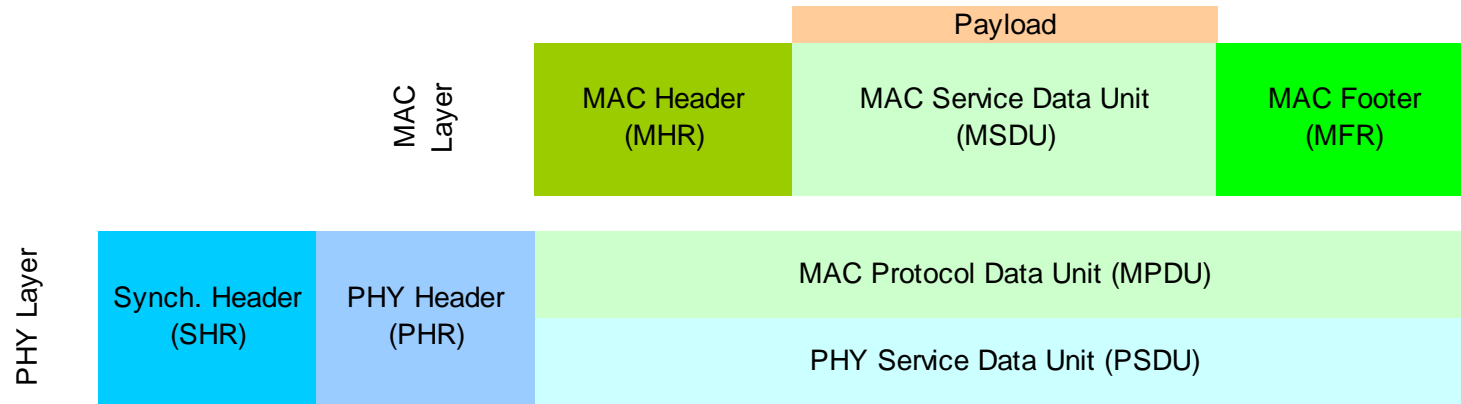 Payload
MAC
Layer
MAC Header
(MHR)
MAC Service Data Unit
(MSDU)
MAC Footer
(MFR)
PHY Layer
Synch. Header
(SHR)
PHY Header
(PHR)
MAC Protocol Data Unit (MPDU)
PHY Service Data Unit (PSDU)